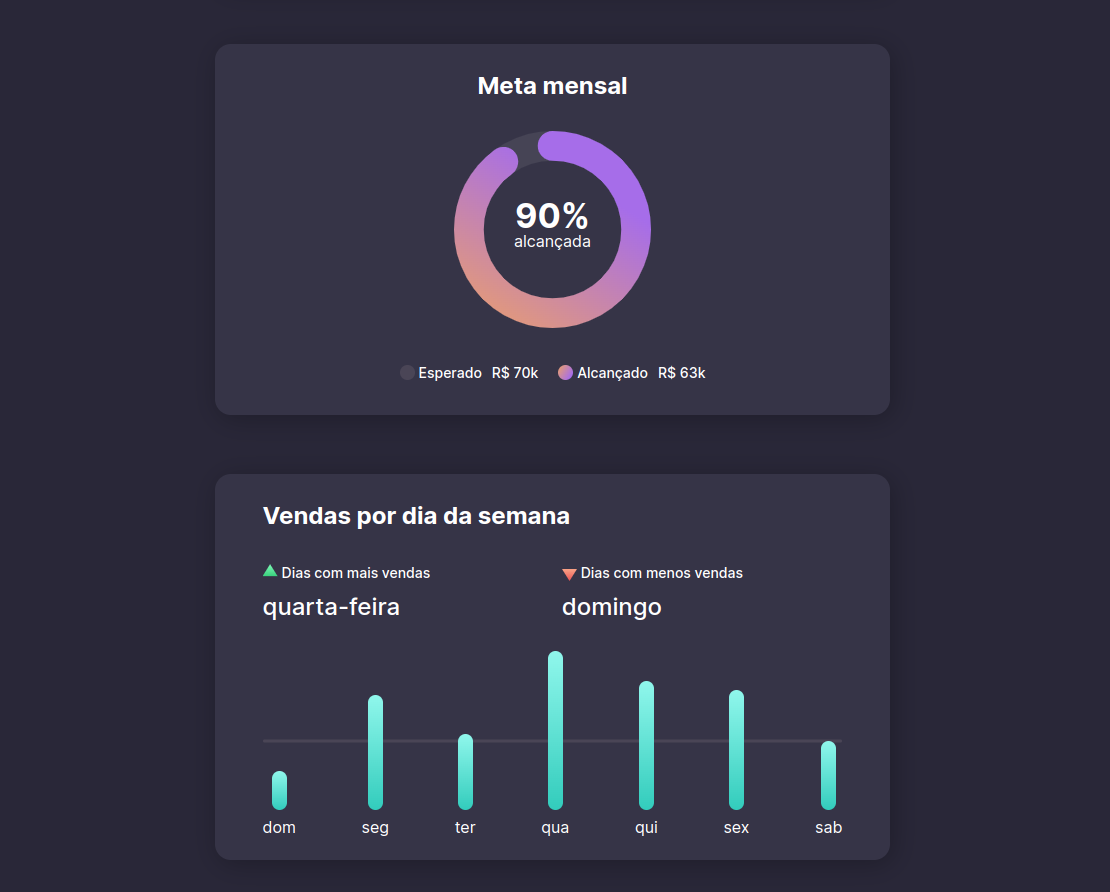 Meta mensal
90%
alcançada
Esperado R$ 70k Alcançado R$ 63k
Vendas por dia da semana
Dias com mais vendas Dias com menos vendas
quarta-feira domingo
dom seg ter qua qui sex sab